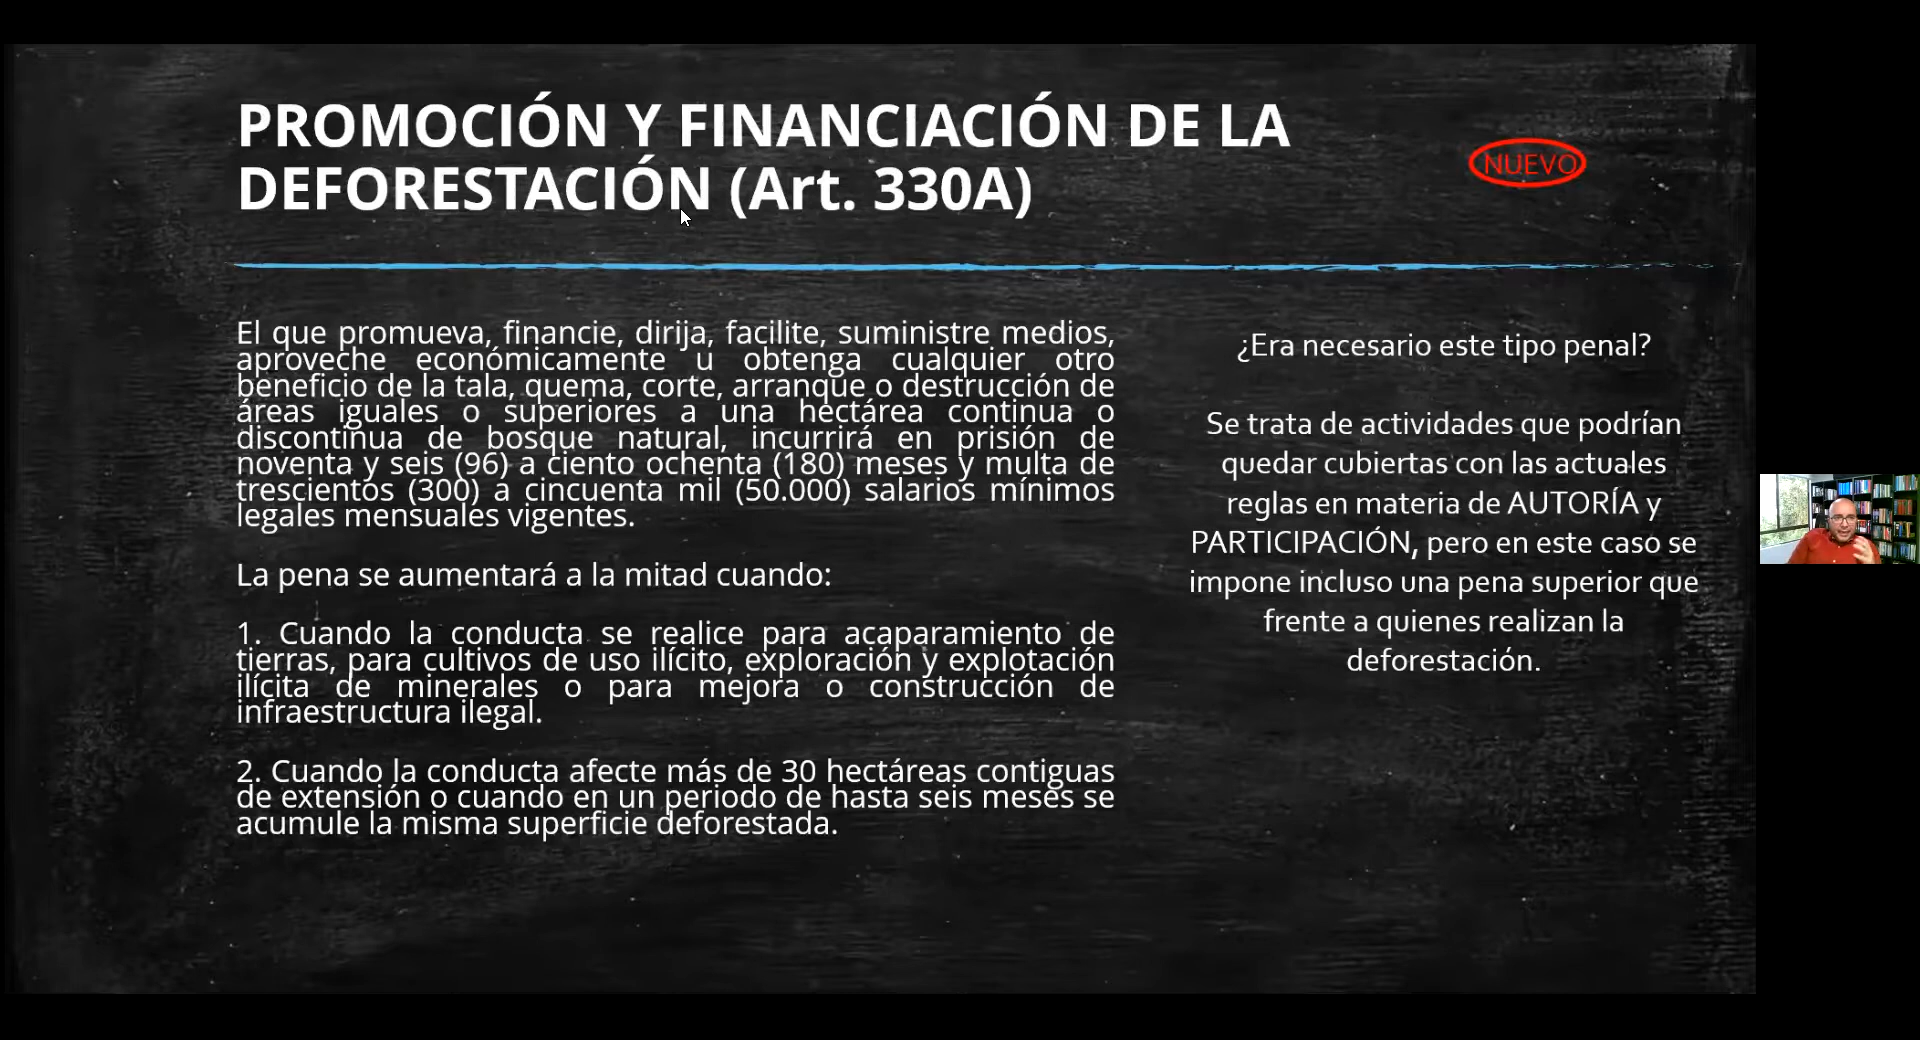 PROMOCIÓN Y FINANCIACIÓN DE LA
DEFORESTACIÓN (Art. 330A)
NUEVO
El que promueva, financie, dirija, facilite, suministre medios,
aproveche económicamente u obtenga cualquier otro
beneficio de la tala, quema, corte, arranque o destrucción de
áreas iguales o superiores a una hectárea continua o
discontinua de bosque natural, incurrirá en prisión de
noventa y seis (96) a ciento ochenta (180) meses y multa de
trescientos (300) a cincuenta mil (50.000) salarios mínimos
legales mensuales vigentes.
La pena se aumentará a la mitad cuando:
1. Cuando la conducta se realice para acaparamiento de
tierras, para cultivos de uso ilícito, exploración y explotación
ilícita de minerales o para mejora o construcción de
infraestructura ilegal.
2. Cuando la conducta afecte más de 30 hectáreas contiguas
de extensión o cuando en un periodo de hasta seis meses se
acumule la misma superficie deforestada.
¿Era necesario este tipo penal?
Se trata de actividades que podrían
quedar cubiertas con las actuales
reglas en materia de AUTORÍA y
PARTICIPACIÓN, pero en este caso se
impone incluso una pena superior que
frente a quienes realizan la
deforestación.